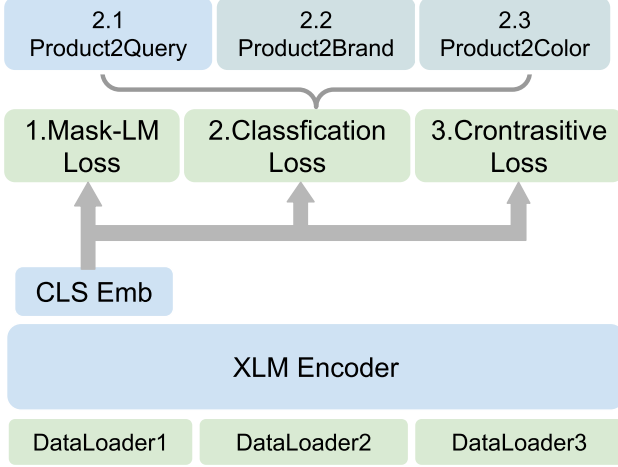 2.1
Product2Query
2.2
Product2Brand
2.3
Product2Color
1.Mask-LM
Loss
2.Classfication
Loss
3.Crontrasitive
Loss
CLS Emb
XLM Encoder
DataLoader1
DataLoader2
DataLoader3